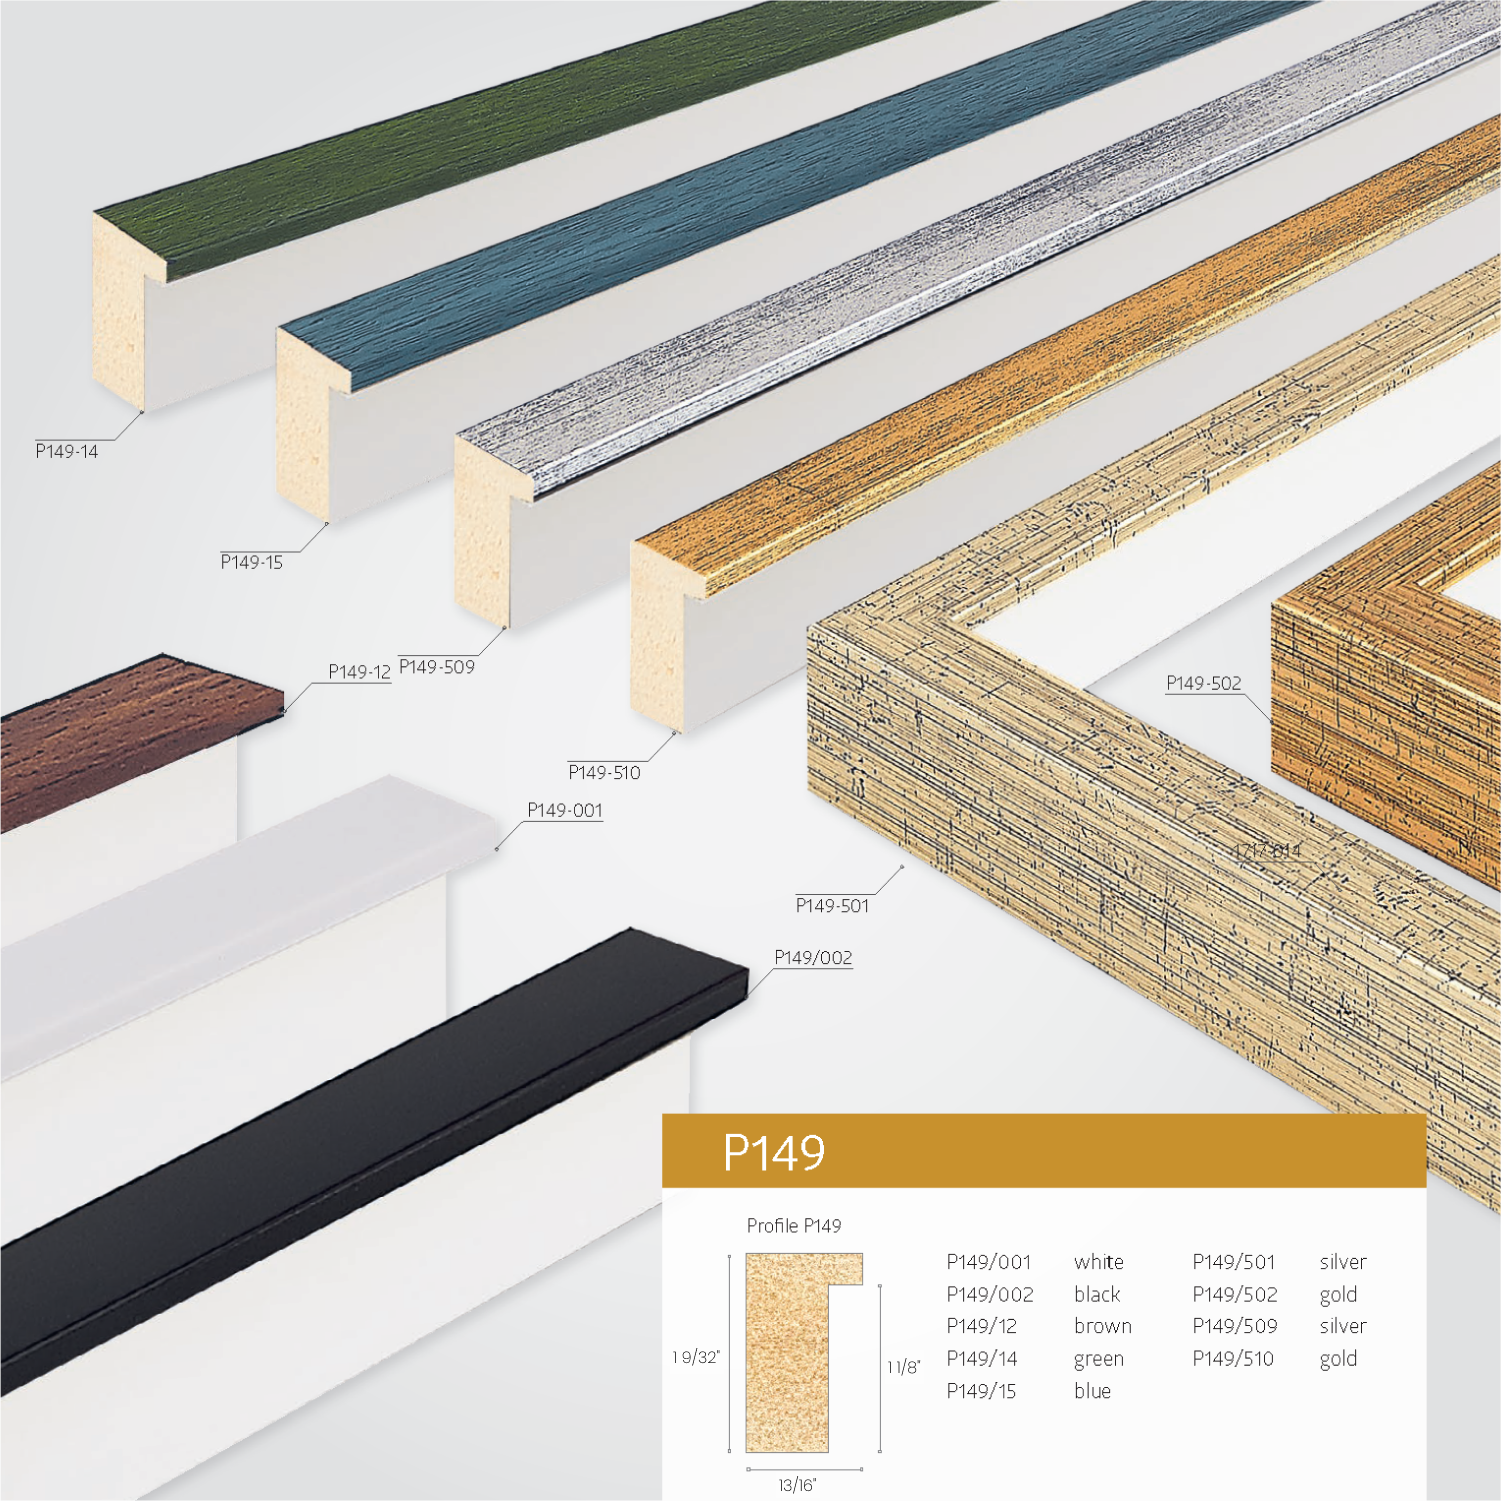 P149-14
P149-15
P149-12
P149-509
P149-502
P149-510
P149-001
1717-814
P149-501
P149/002
P149
Profile P149
P149/001 white P149/501 silver
P149/002 black P149/502 gold
P149/12 brown P149/509 silver
1 9/32" P149/14 green P149/510 gold
1 1/8"
P149/15 blue
13/16"